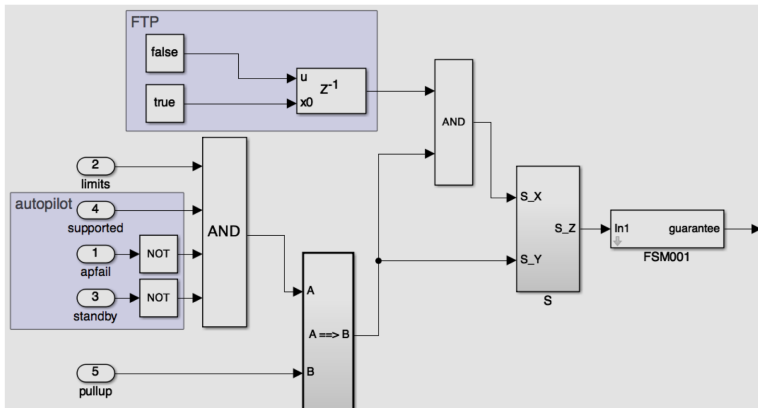 FTP
false
true
u
x0
z-1
AND
2
limits
autopilot
4
supported
1
apfail
NOT
3
standby
NOT
AND
5
pullup
A
A ==> B
B
S_X
S_Z
S_Y
S
In1
guarantee
FSM001